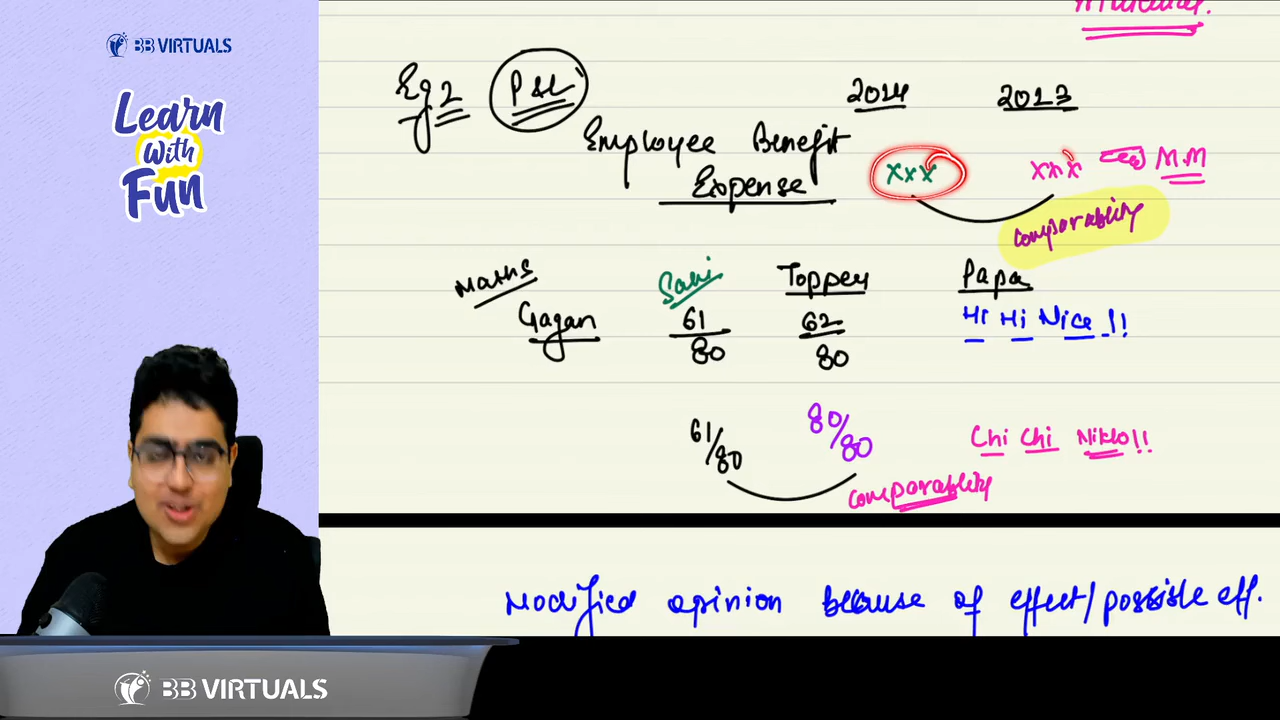 BB VIRTUALS
Learn
With
Fun
Eg 2 P&L 2024 2023
Employee Benefit
Expense xxx xxx MM
comparability
Maths Sahi Topper Papa
Gagan 61/80 62/80 Hi Hi Nice !!
61/80 80/80 Chi Chi Niklo!!
comparability
Modified opinion because of effect/possible eff.
BB VIRTUALS